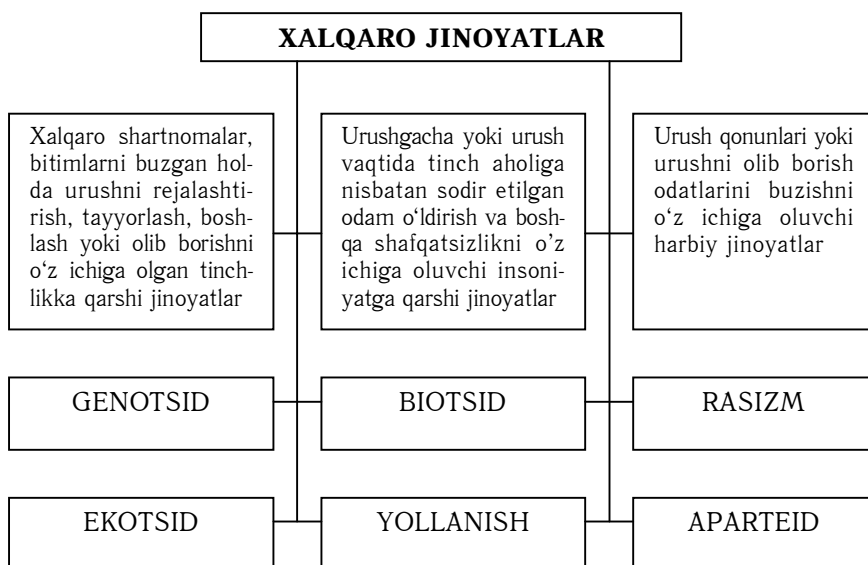 XALQARO JINOYATLAR
Xalqaro shartnomalar,
bitimlarni buzgan hol-
da urushni rejalashti-
rish, tayyorlash, bosh-
lash yoki olib borishni
o‘z ichiga olgan tinch-
likka qarshi jinoyatlar
Urushgacha yoki urush
vaqtida tinch aholiga
nisbatan sodir etilgan
odam o‘ldirish va bosh-
qa shafqatsizlikni o’z
ichiga oluvchi insoni-
yatga qarshi jinoyatlar
Urush qonunlari yoki
urushni olib borish
odatlarini buzishni
o‘z ichiga oluvchi
harbiy jinoyatlar
GENOTSID
BIOTSID
RASIZM
EKOTSID
YOLLANISH
APARTEID